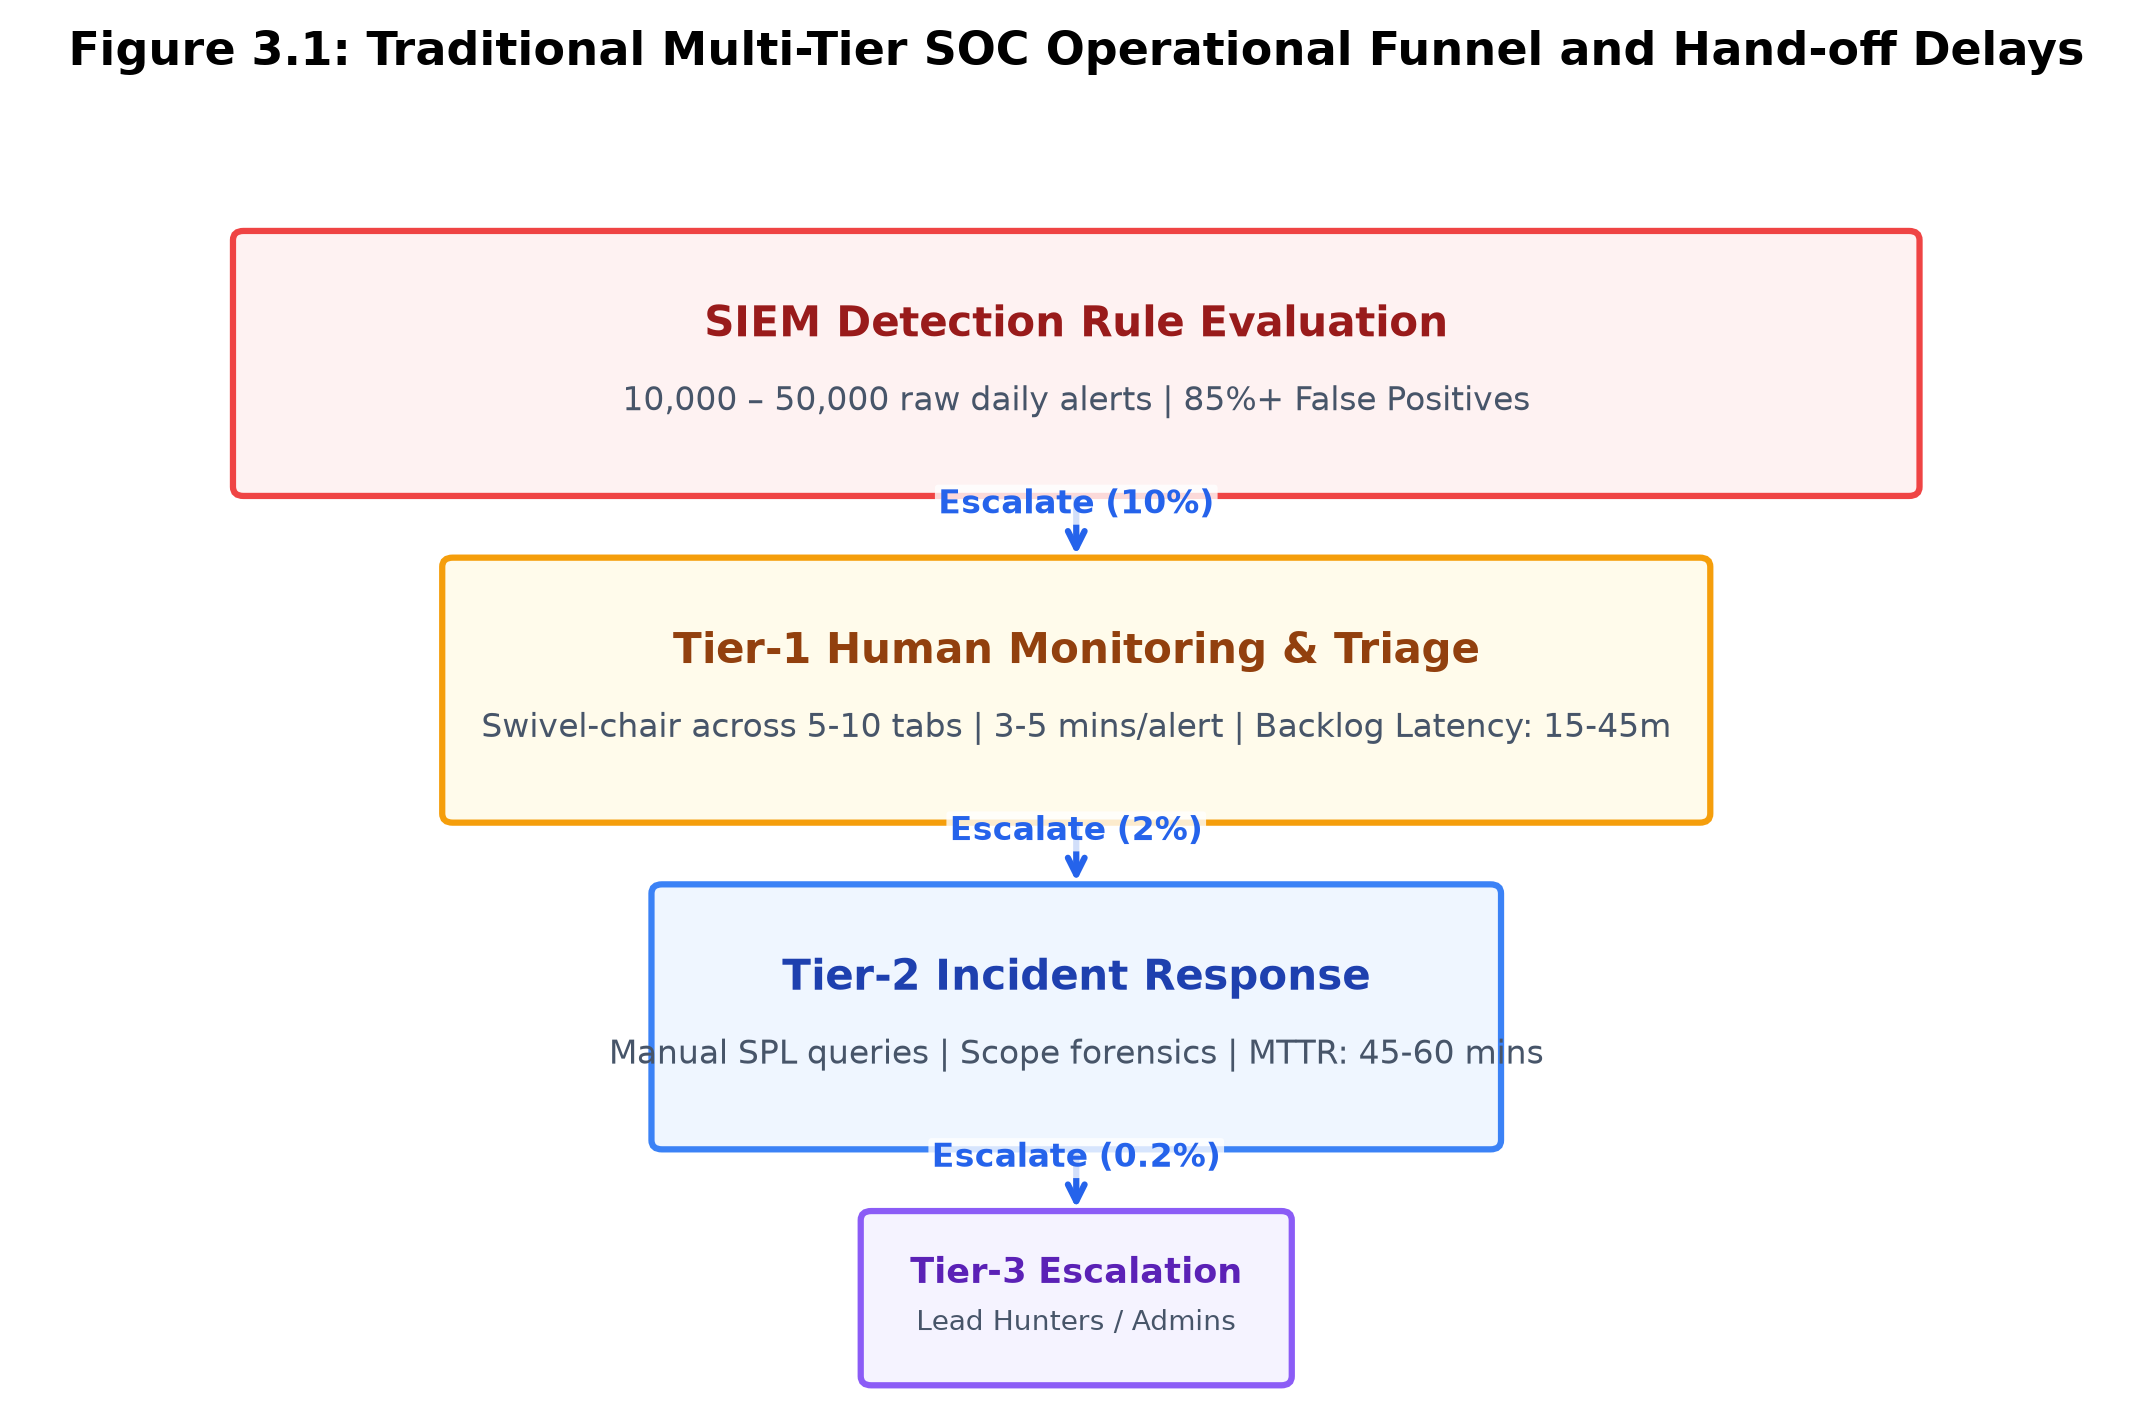 Figure 3.1: Traditional Multi-Tier SOC Operational Funnel and Hand-off Delays
SIEM Detection Rule Evaluation
10,000 – 50,000 raw daily alerts | 85%+ False Positives
Escalate (10%)
Tier-1 Human Monitoring & Triage
Swivel-chair across 5-10 tabs | 3-5 mins/alert | Backlog Latency: 15-45m
Escalate (2%)
Tier-2 Incident Response
Manual SPL queries | Scope forensics | MTTR: 45-60 mins
Escalate (0.2%)
Tier-3 Escalation
Lead Hunters / Admins